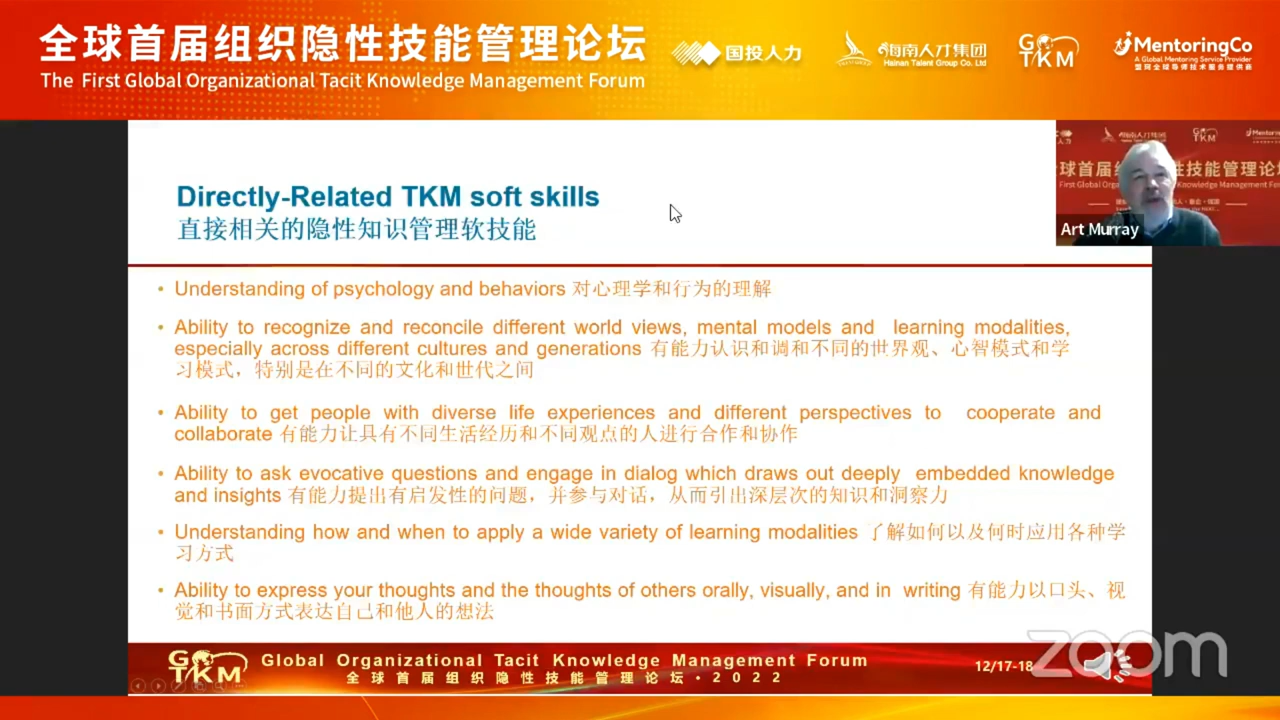 全球首届组织隐性技能管理论坛
The First Global Organizational Tacit Knowledge Management Forum
国投人力
海南人才集团
Hainan Talent Group Co. Ltd
GO TKM
MentoringCo
A Global Mentoring Service Provider
Directly-Related TKM soft skills
直接相关的隐性知识管理软技能
Art Murray
• Understanding of psychology and behaviors 对心理学和行为的理解
• Ability to recognize and reconcile different world views, mental models and learning modalities,
especially across different cultures and generations 有能力认识和调和不同的世界观、心智模式和学
习模式，特别是在不同的文化和世代之间
• Ability to get people with diverse life experiences and different perspectives to cooperate and
collaborate 有能力让具有不同生活经历和不同观点的人进行合作和协作
• Ability to ask evocative questions and engage in dialog which draws out deeply embedded knowledge
and insights 有能力提出有启发性的问题，并参与对话，从而引出深层次的知识和洞察力
• Understanding how and when to apply a wide variety of learning modalities 了解如何以及何时应用各种学
习方式
• Ability to express your thoughts and the thoughts of others orally, visually, and in writing 有能力以口头、视
觉和书面方式表达自己和他人的想法
GO TKM
Global Organizational Tacit Knowledge Management Forum
全球首届组织隐性技能管理论坛·2022
12/17-18
zoom